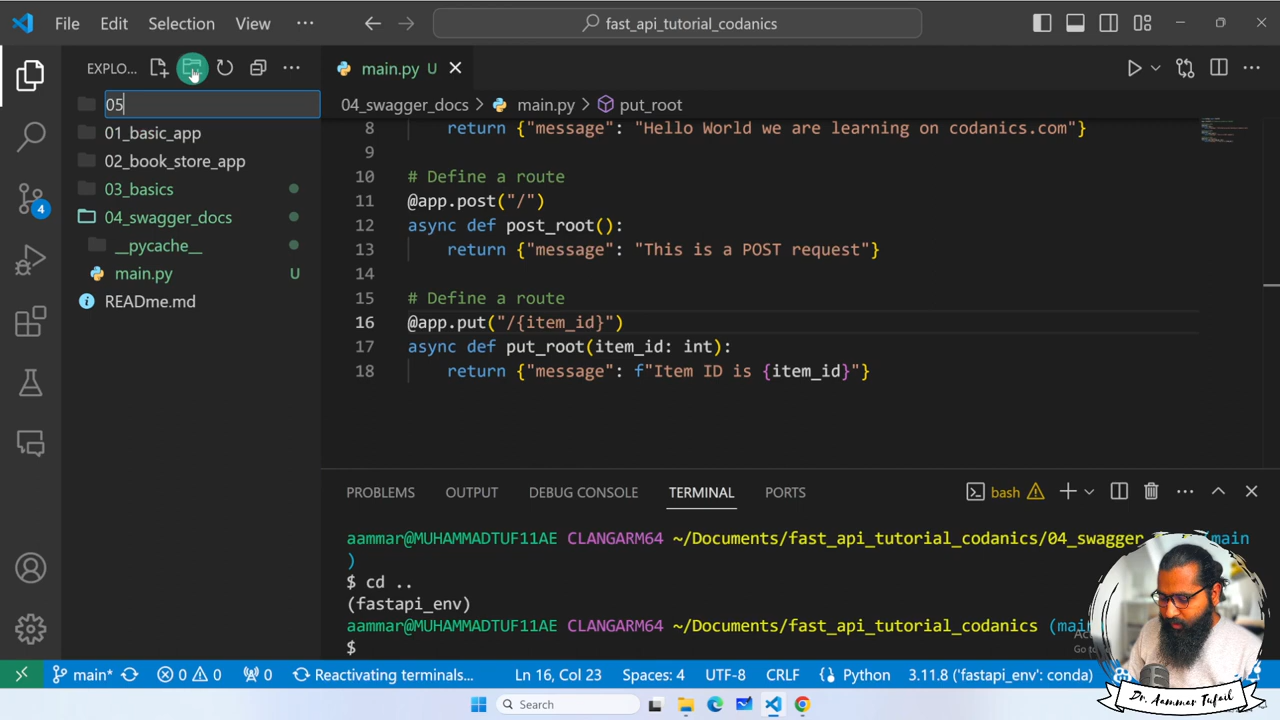 File Edit Selection View ··· fast_api_tutorial_codanics
EXPLO...
main.py U
05
04_swagger_docs > main.py > put_root
01_basic_app
02_book_store_app
03_basics
04_swagger_docs
__pycache__
main.py U
READme.md
8 return {"message": "Hello World we are learning on codanics.com"}
9
10 # Define a route
11 @app.post("/")
12 async def post_root():
13 return {"message": "This is a POST request"}
14
15 # Define a route
16 @app.put("/{item_id}")
17 async def put_root(item_id: int):
18 return {"message": f"Item ID is {item_id}"}
4
PROBLEMS OUTPUT DEBUG CONSOLE TERMINAL PORTS bash
aammar@MUHAMMADTUF11AE CLANGARM64 ~/Documents/fast_api_tutorial_codanics/04_swagger (main
)
$ cd ..
(fastapi_env)
aammar@MUHAMMADTUF11AE CLANGARM64 ~/Documents/fast_api_tutorial_codanics
$
main* 0 0 0 Reactivating terminals... Ln 16, Col 23 Spaces: 4 UTF-8 CRLF Python 3.11.8 ('fastapi_env': conda)
Dr. Aammar Tufail
Search